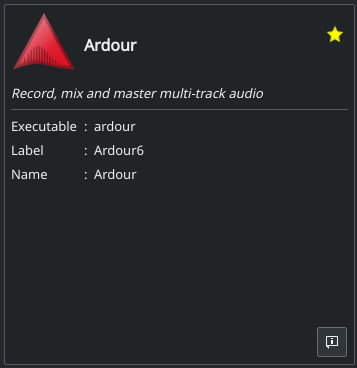 Ardour
Record, mix and master multi-track audio
Executable : ardour
Label : Ardour6
Name : Ardour